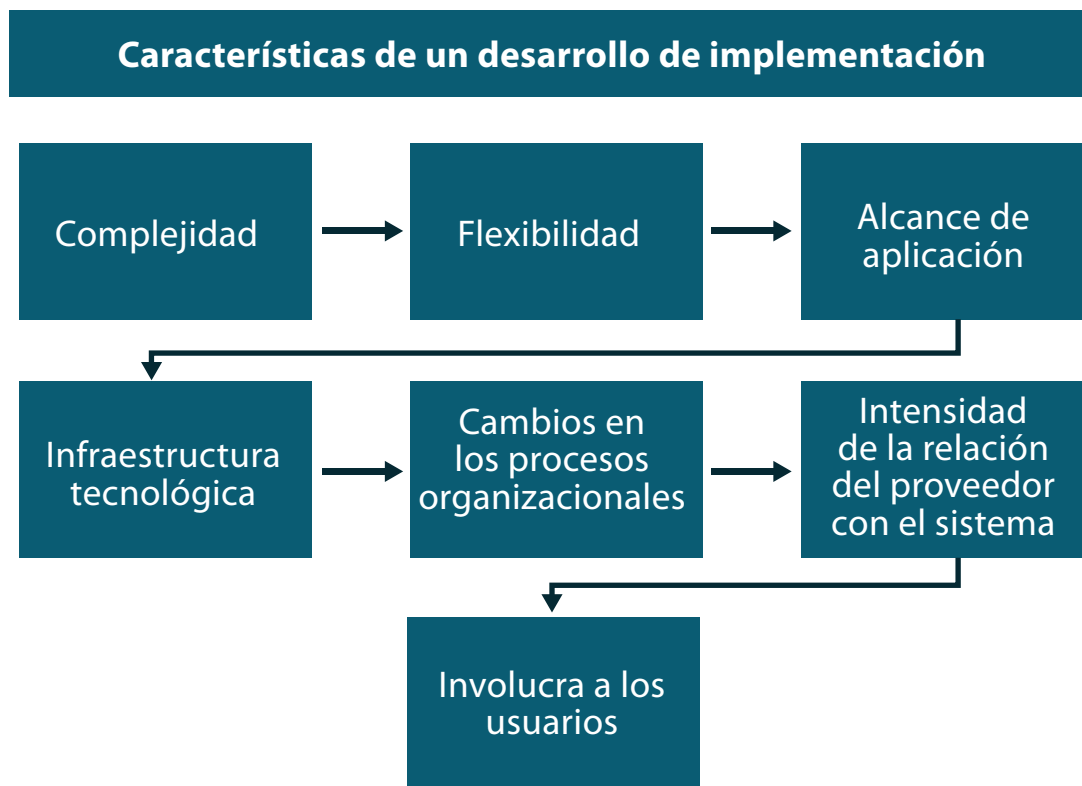 Características de un desarrollo de implementación
Complejidad
Flexibilidad
Alcance de
aplicación
Infraestructura
tecnológica
Cambios en
los procesos
organizacionales
Intensidad
de la relación
del proveedor
con el sistema
Involucra a los
usuarios